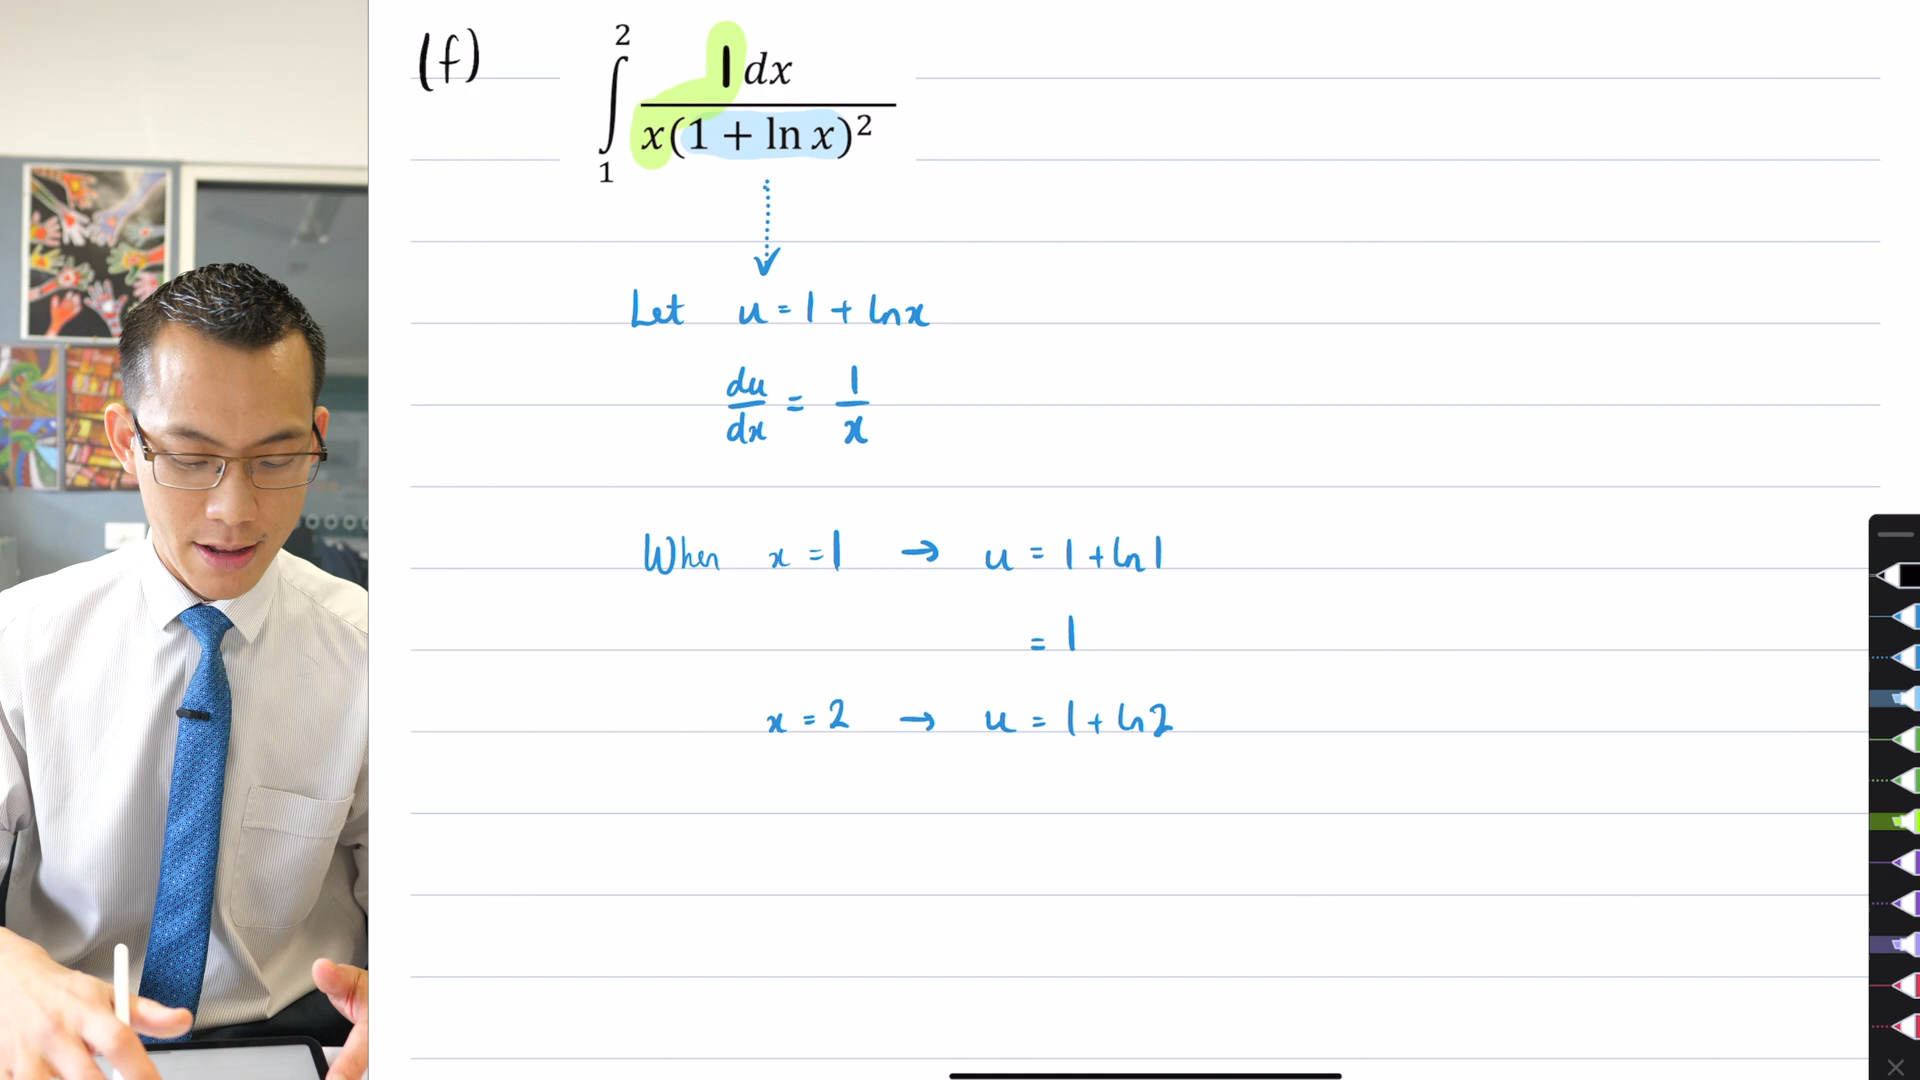 (f) ∫₁² 1 dx / x(1 + ln x)²
Let u = 1 + ln x
du/dx = 1/x
When x = 1 → u = 1 + ln 1
= 1
x = 2 → u = 1 + ln 2